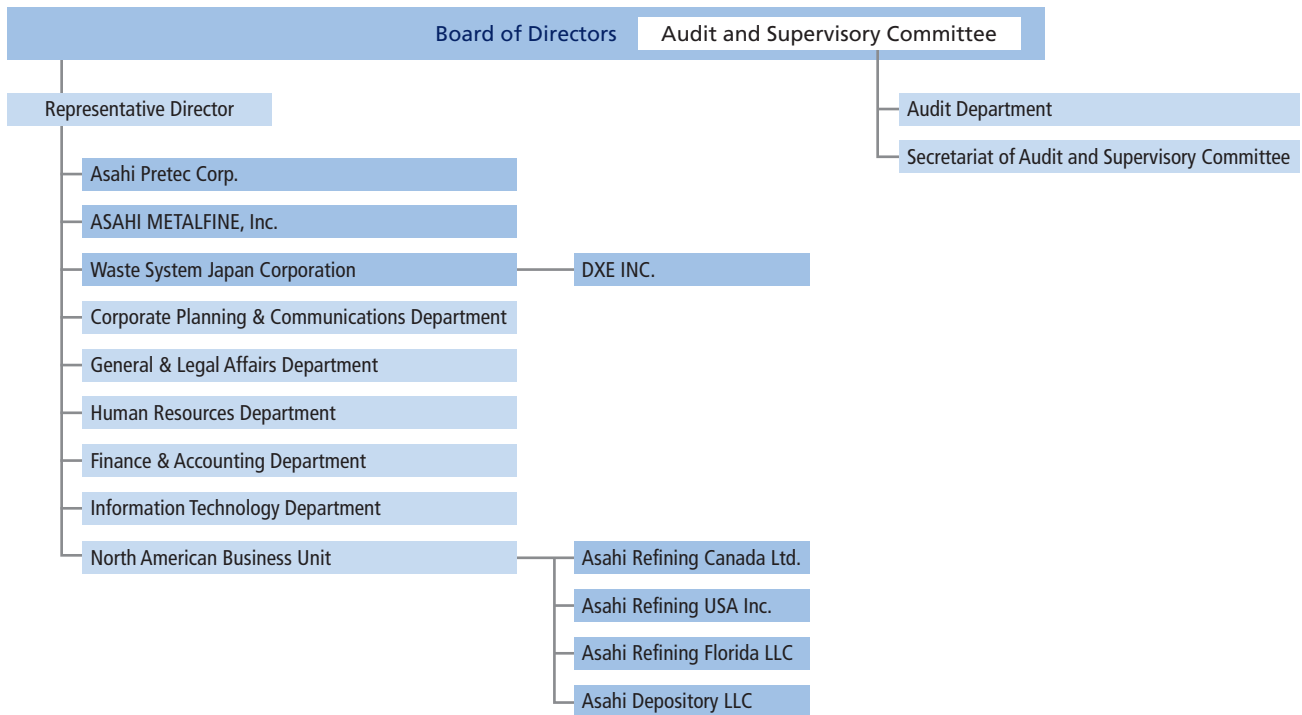 Board of Directors
Audit and Supervisory Committee
Representative Director
Audit Department
Secretariat of Audit and Supervisory Committee
Asahi Pretec Corp.
ASAHI METALFINE, Inc.
Waste System Japan Corporation
DXE INC.
Corporate Planning & Communications Department
General & Legal Affairs Department
Human Resources Department
Finance & Accounting Department
Information Technology Department
North American Business Unit
Asahi Refining Canada Ltd.
Asahi Refining USA Inc.
Asahi Refining Florida LLC
Asahi Depository LLC